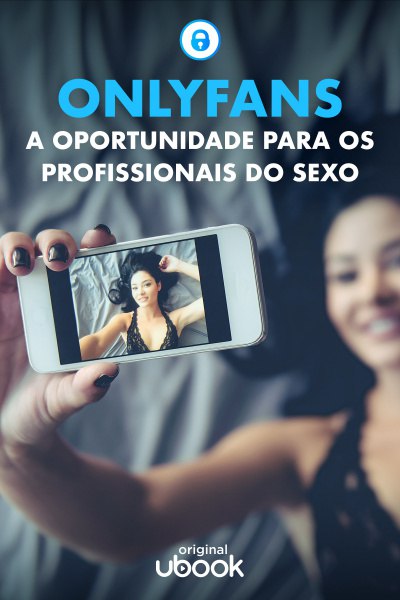 ONLYFANS
A OPORTUNIDADE PARA OS
PROFISSIONAIS DO SEXO
original
ubook